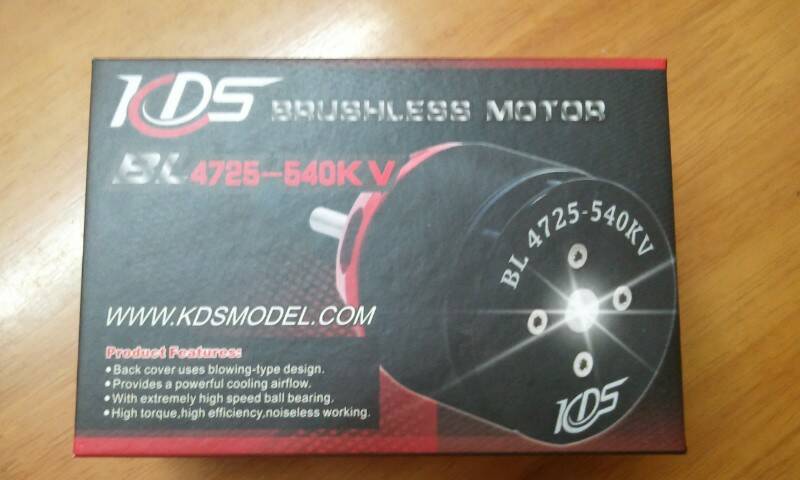 KDS BRUSHLESS MOTOR
BL 4725-540KV
BL 4725-540KV
WWW.KDSMODEL.COM
Product Features:
•Back cover uses blowing-type design.
•Provides a powerful cooling airflow.
•With extremely high speed ball bearing.
•High torque,high efficiency,noiseless working.
KDS